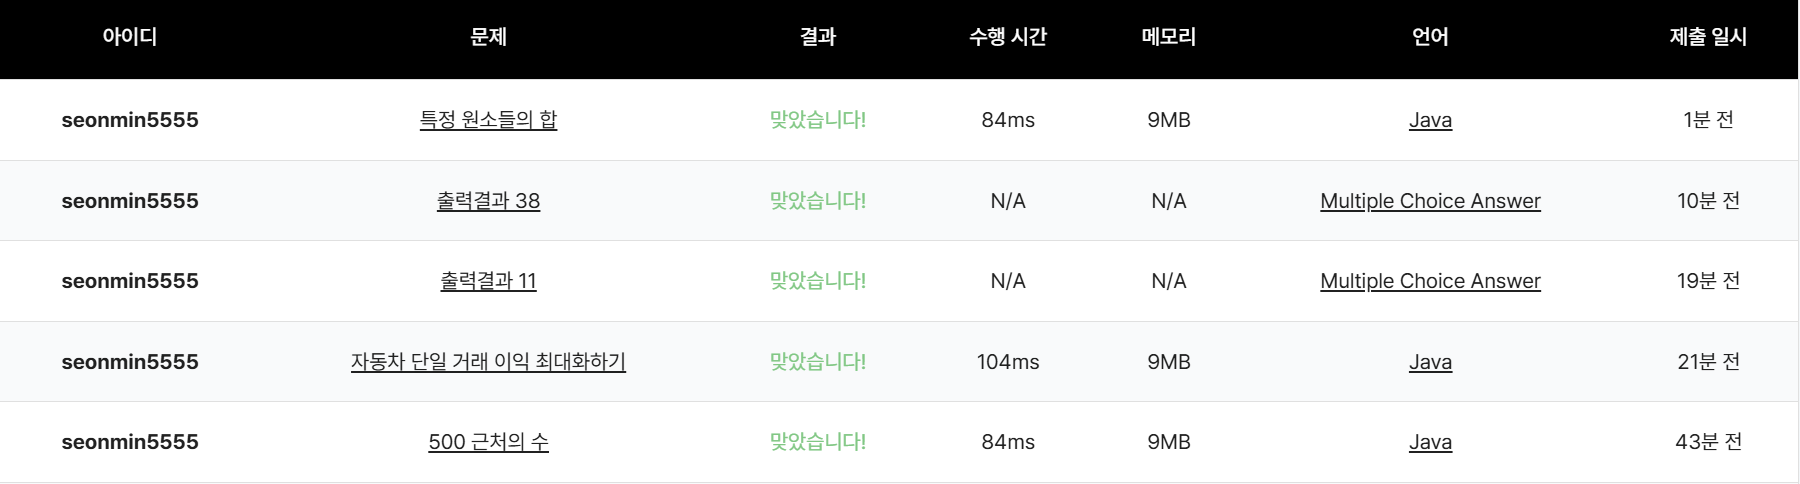 아이디 문제 결과 수행 시간 메모리 언어 제출 일시
seonmin5555 특정 원소들의 합 맞았습니다! 84ms 9MB Java 1분 전
seonmin5555 출력결과 38 맞았습니다! N/A N/A Multiple Choice Answer 10분 전
seonmin5555 출력결과 11 맞았습니다! N/A N/A Multiple Choice Answer 19분 전
seonmin5555 자동차 단일 거래 이익 최대화하기 맞았습니다! 104ms 9MB Java 21분 전
seonmin5555 500 근처의 수 맞았습니다! 84ms 9MB Java 43분 전